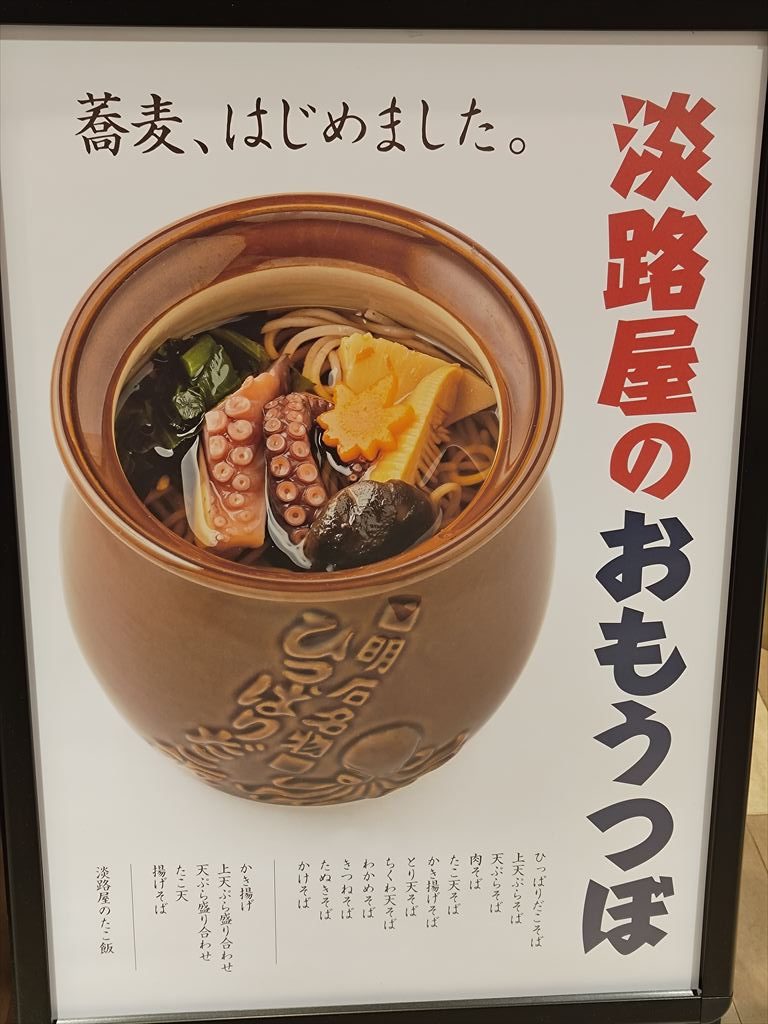 蕎麦、はじめました。
淡路屋のおもうつぼ
明石名物
ひっぱりだこ
ひっぱりだこそば
上天ぷらそば
天ぷらそば
肉そば
たこ天そば
かき揚げそば
とり天そば
ちくわ天そば
わかめそば
きつねそば
たぬきそば
かけそば
かき揚げ
上天ぷら盛り合わせ
天ぷら盛り合わせ
たこ天
揚げそば
淡路屋のたこ飯